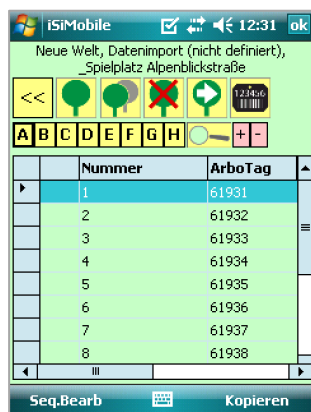 iSiMobile 12:31 ok
Neue Welt, Datenimport (nicht definiert),
_Spielplatz Alpenblickstraße
<< 123456
A B C D E F G H + -
Nummer ArboTag
1 61931
2 61932
3 61933
4 61934
5 61935
6 61936
7 61937
8 61938
Seq.Bearb Kopieren